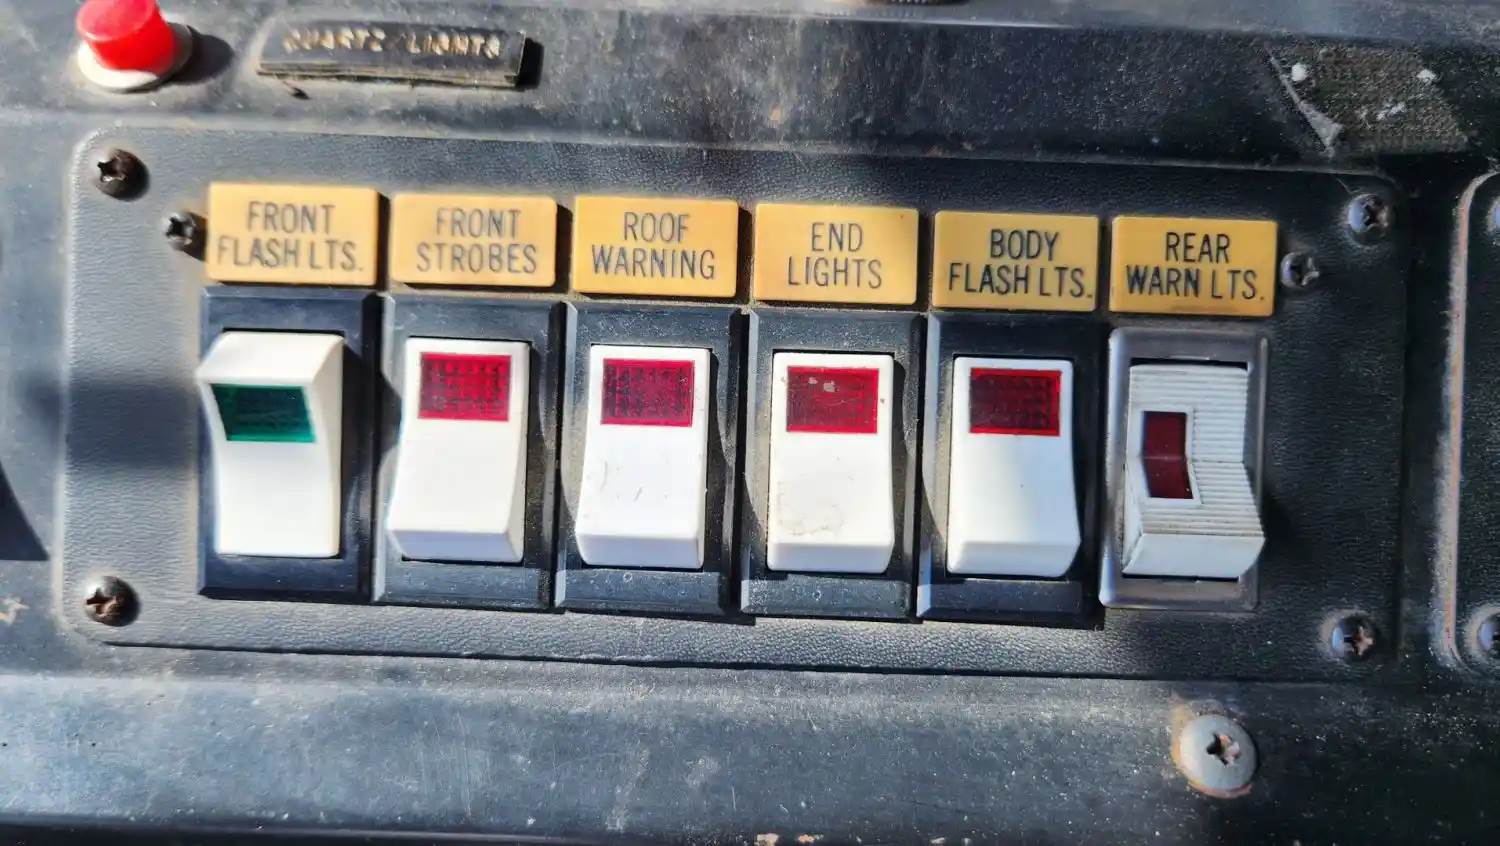 QUARTZ LIGHTS
FRONT
FLASH LTS.
FRONT
STROBES
ROOF
WARNING
END
LIGHTS
BODY
FLASH LTS.
REAR
WARN LTS.